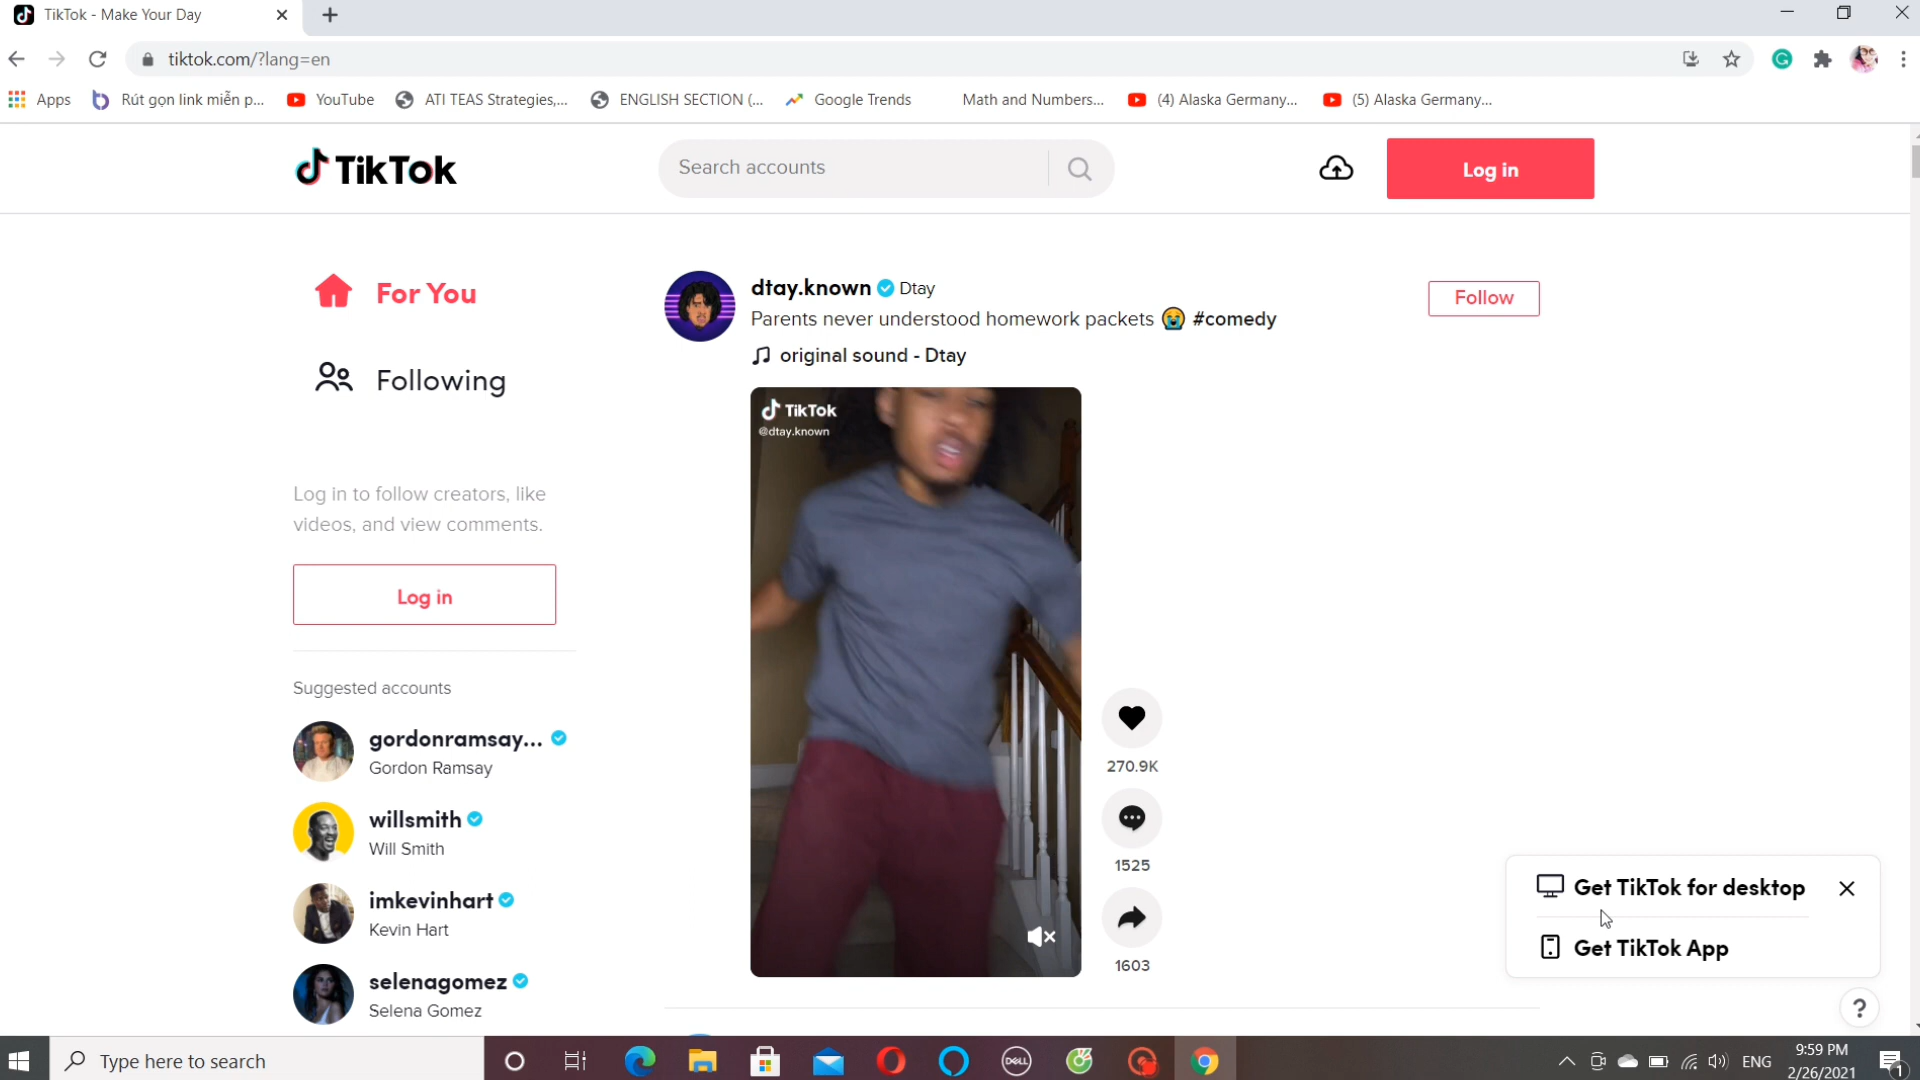 TikTok - Make Your Day
tiktok.com/?lang=en
Apps
Rút gọn link miễn p...
YouTube
ATI TEAS Strategies,...
ENGLISH SECTION (...
Google Trends
Math and Numbers...
(4) Alaska Germany...
(5) Alaska Germany...
TikTok
Search accounts
Log in
For You
Following
Log in to follow creators, like
videos, and view comments.
Log in
Suggested accounts
gordonramsay...
Gordon Ramsay
willsmith
Will Smith
imkevinhart
Kevin Hart
selenagomez
Selena Gomez
dtay.known Dtay
Parents never understood homework packets 😭 #comedy
original sound - Dtay
Follow
TikTok
@dtay.known
270.9K
1525
1603
Get TikTok for desktop
Get TikTok App
?
Type here to search
DELL
ENG
9:59 PM
2/26/2021
1